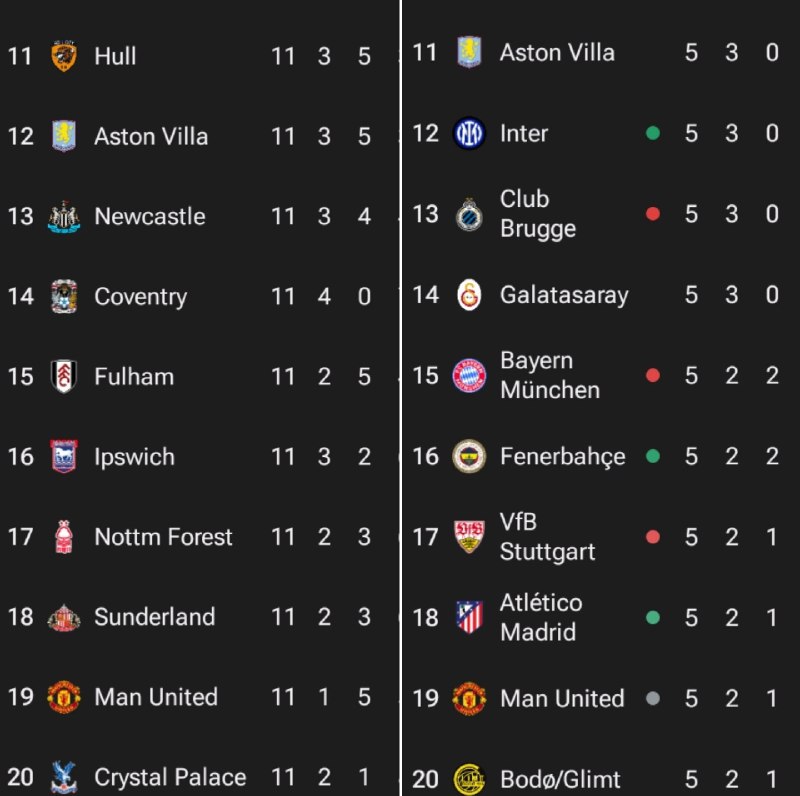 11 Hull 11 3 5
12 Aston Villa 11 3 5
13 Newcastle 11 3 4
14 Coventry 11 4 0
15 Fulham 11 2 5
16 Ipswich 11 3 2
17 Nottm Forest 11 2 3
18 Sunderland 11 2 3
19 Man United 11 1 5
20 Crystal Palace 11 2 1
11 Aston Villa 5 3 0
12 Inter 5 3 0
13 Club
Brugge 5 3 0
14 Galatasaray 5 3 0
15 Bayern
München 5 2 2
16 Fenerbahçe 5 2 2
17 VfB
Stuttgart 5 2 1
18 Atlético
Madrid 5 2 1
19 Man United 5 2 1
20 Bodø/Glimt 5 2 1